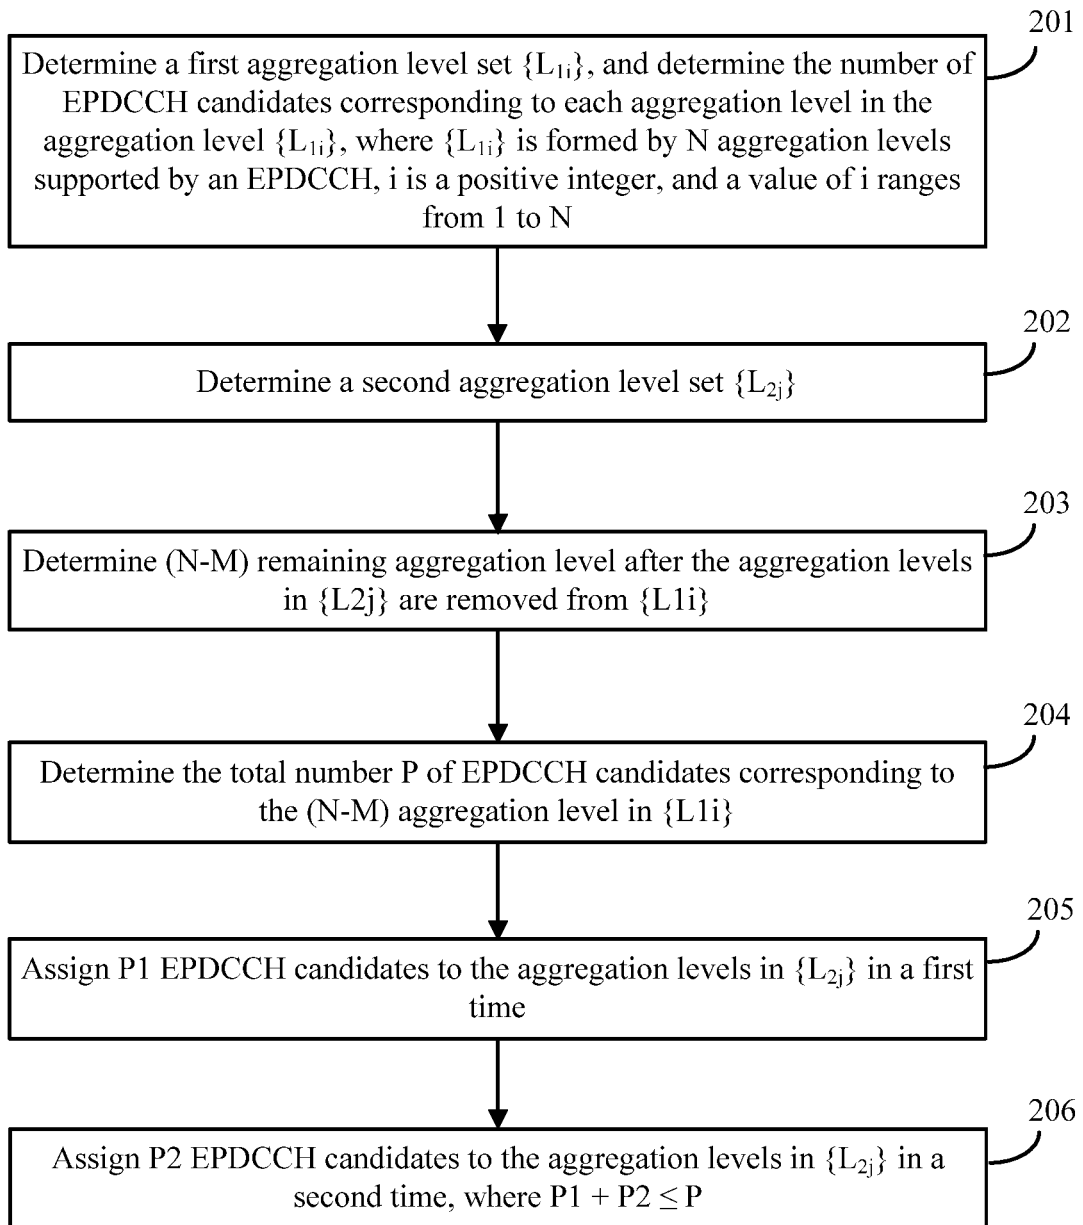 201
Determine a first aggregation level set {L1i}, and determine the number of
EPDCCH candidates corresponding to each aggregation level in the
aggregation level {L1i}, where {L1i} is formed by N aggregation levels
supported by an EPDCCH, i is a positive integer, and a value of i ranges
from 1 to N
202
Determine a second aggregation level set {L2j}
203
Determine (N-M) remaining aggregation level after the aggregation levels
in {L2j} are removed from {L1i}
204
Determine the total number P of EPDCCH candidates corresponding to
the (N-M) aggregation level in {L1i}
205
Assign P1 EPDCCH candidates to the aggregation levels in {L2j} in a first
time
206
Assign P2 EPDCCH candidates to the aggregation levels in {L2j} in a
second time, where P1 + P2 ≤ P